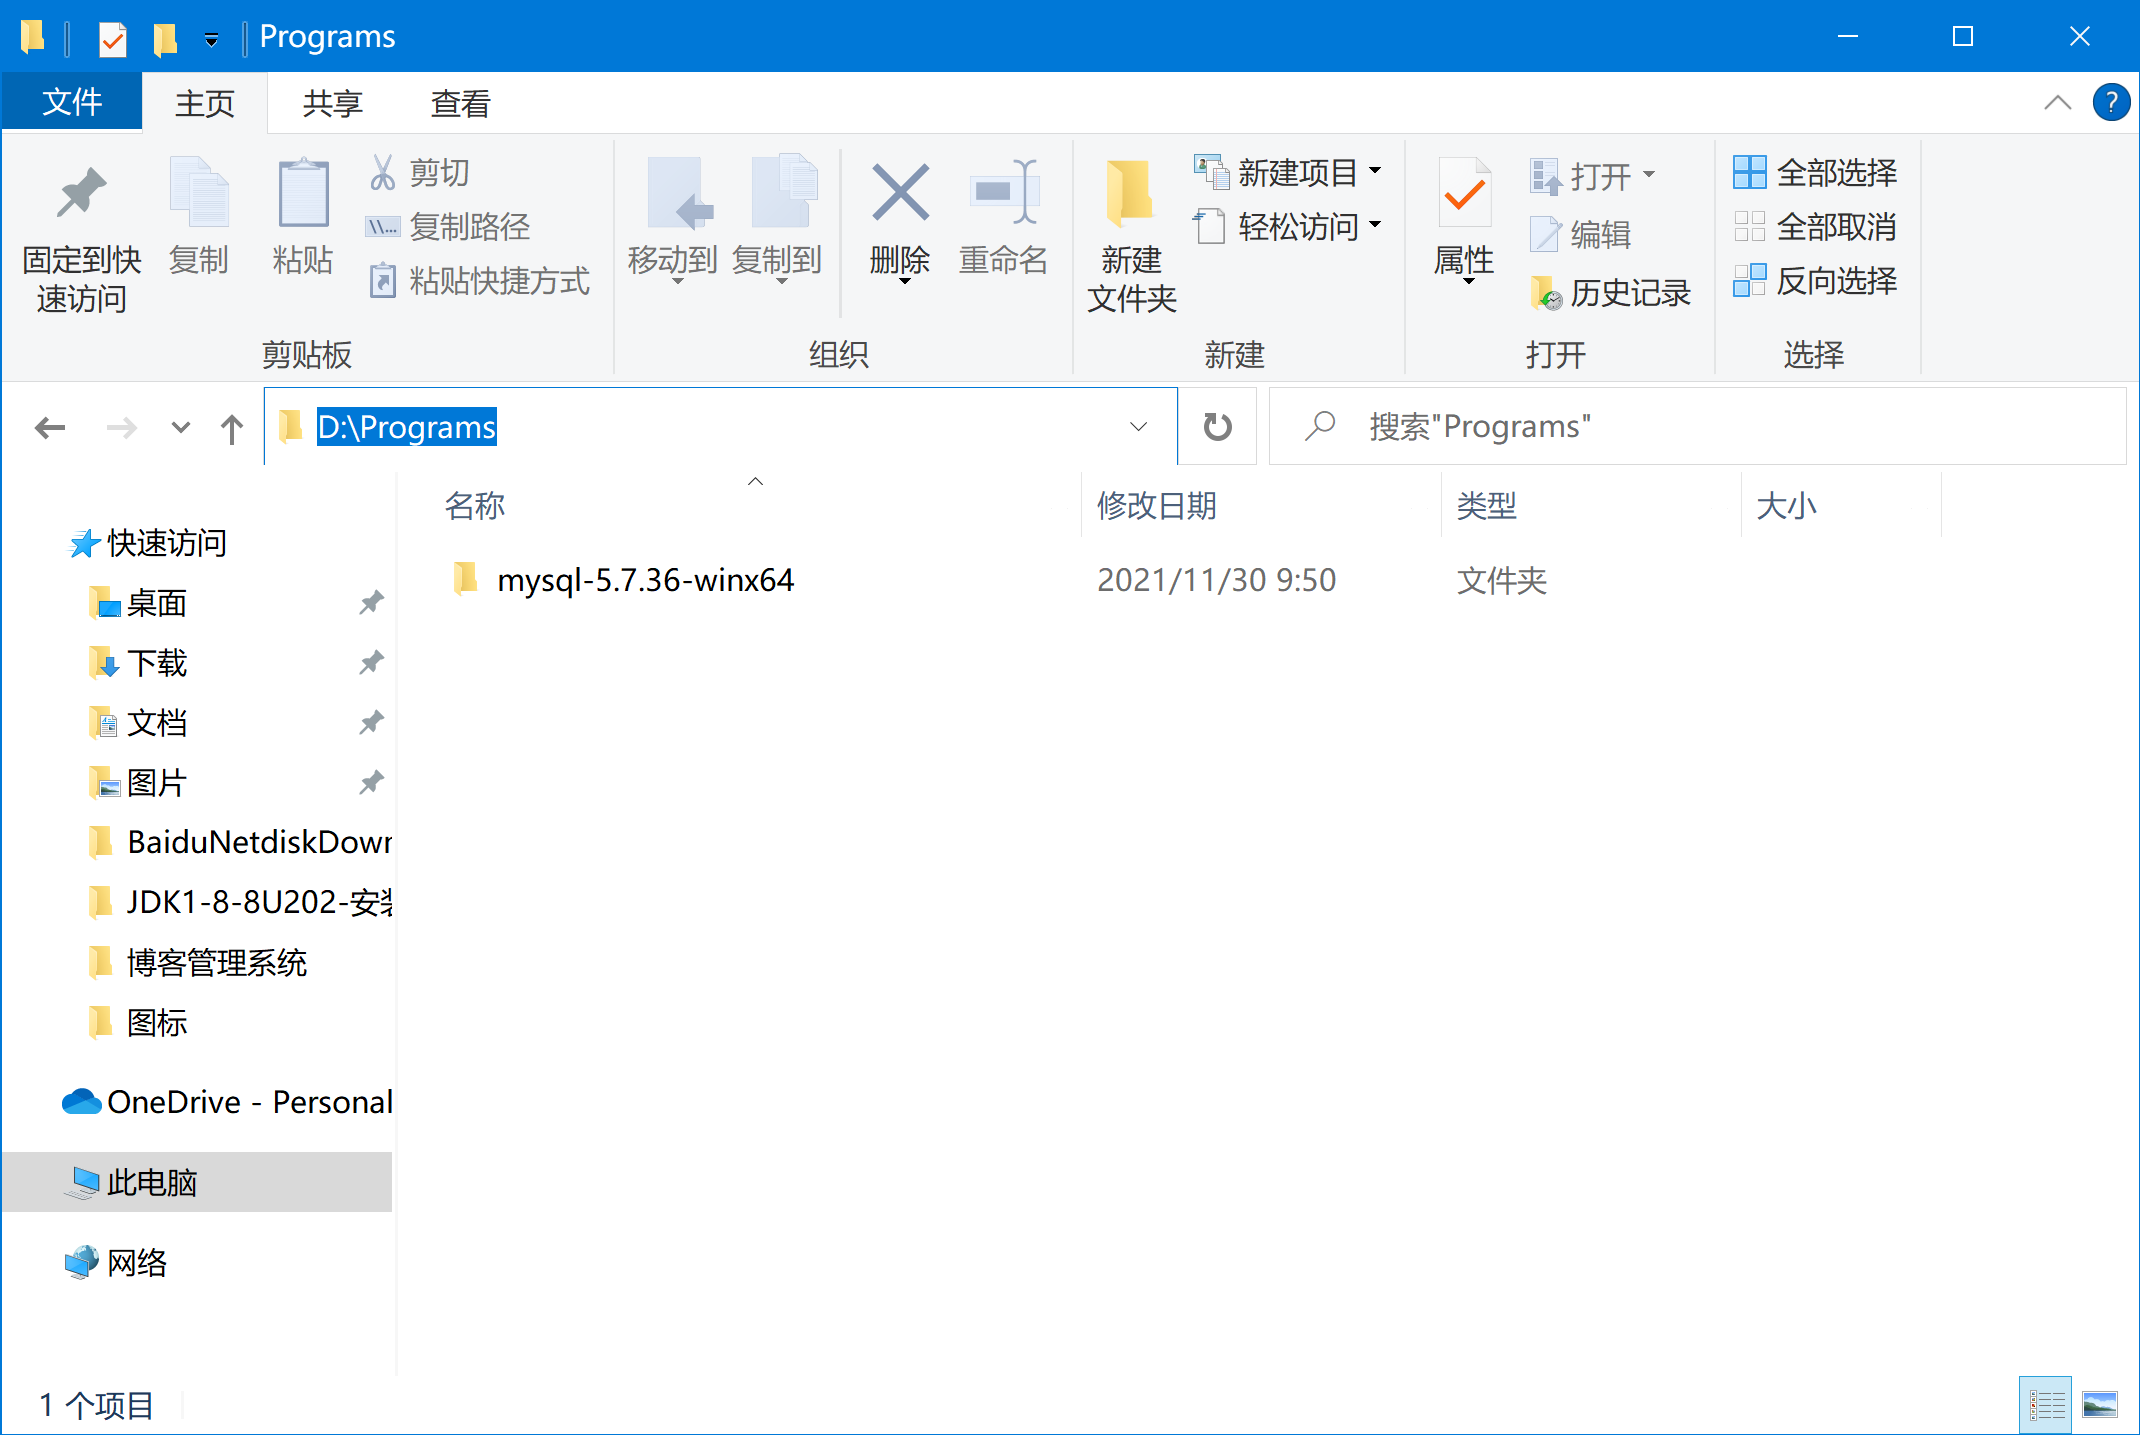 Programs
文件
主页
共享
查看
?
固定到快
速访问
复制
粘贴
剪切
复制路径
粘贴快捷方式
剪贴板
移动到
复制到
删除
重命名
组织
新建
文件夹
新建项目
轻松访问
新建
属性
打开
编辑
历史记录
打开
全部选择
全部取消
反向选择
选择
D:\Programs
搜索"Programs"
名称
修改日期
类型
大小
mysql-5.7.36-winx64
2021/11/30 9:50
文件夹
快速访问
桌面
下载
文档
图片
BaiduNetdiskDown
JDK1-8-8U202-安装
博客管理系统
图标
OneDrive - Personal
此电脑
网络
1 个项目